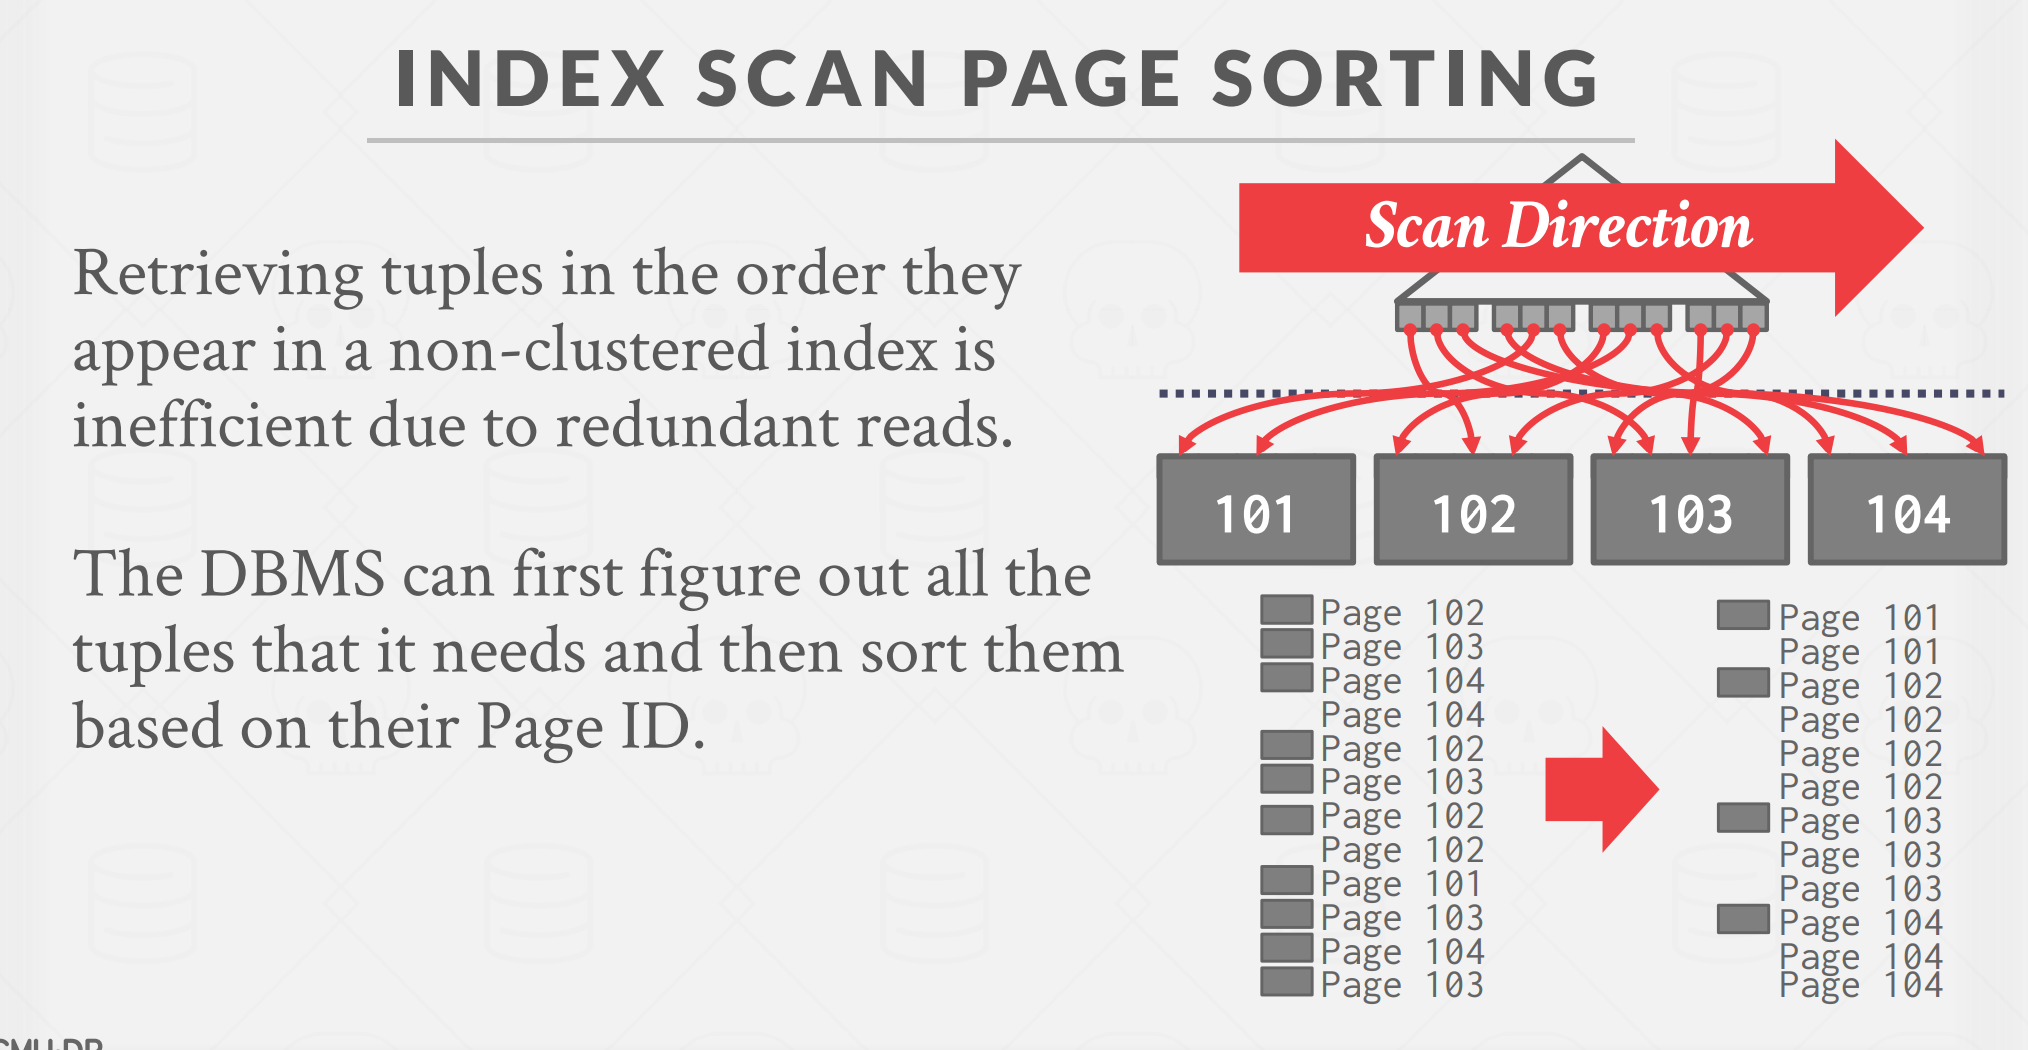 INDEX SCAN PAGE SORTING
Retrieving tuples in the order they
appear in a non-clustered index is
inefficient due to redundant reads.
The DBMS can first figure out all the
tuples that it needs and then sort them
based on their Page ID.
Scan Direction
101 102 103 104
Page 102
Page 103
Page 104
Page 104
Page 102
Page 103
Page 102
Page 102
Page 101
Page 103
Page 104
Page 103
Page 101
Page 101
Page 102
Page 102
Page 102
Page 102
Page 103
Page 103
Page 103
Page 104
Page 104
Page 104